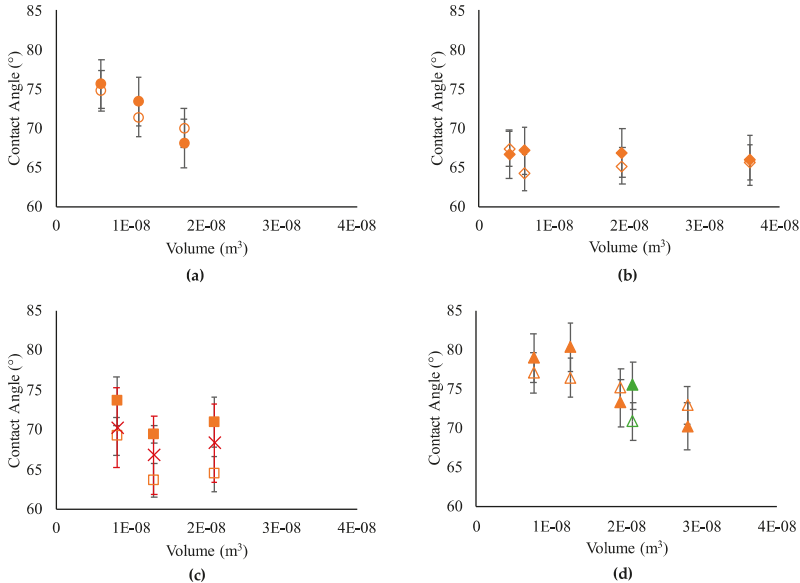 85
80
75
70
65
60
Contact Angle (°)
0
1E-08
2E-08
3E-08
4E-08
Volume (m³)
(a)
85
80
75
70
65
60
Contact Angle (°)
0
1E-08
2E-08
3E-08
4E-08
Volume (m³)
(b)
85
80
75
70
65
60
Contact Angle (°)
0
1E-08
2E-08
3E-08
4E-08
Volume (m³)
(c)
85
80
75
70
65
60
Contact Angle (°)
0
1E-08
2E-08
3E-08
4E-08
Volume (m³)
(d)